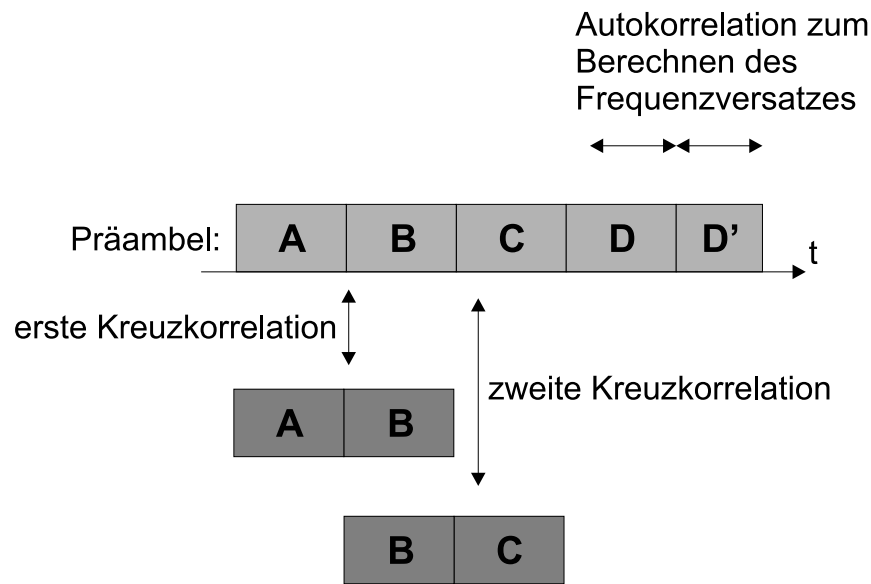 Autokorrelation zum
Berechnen des
Frequenzversatzes
Präambel: A B C D D’ t
erste Kreuzkorrelation
zweite Kreuzkorrelation
A B
B C